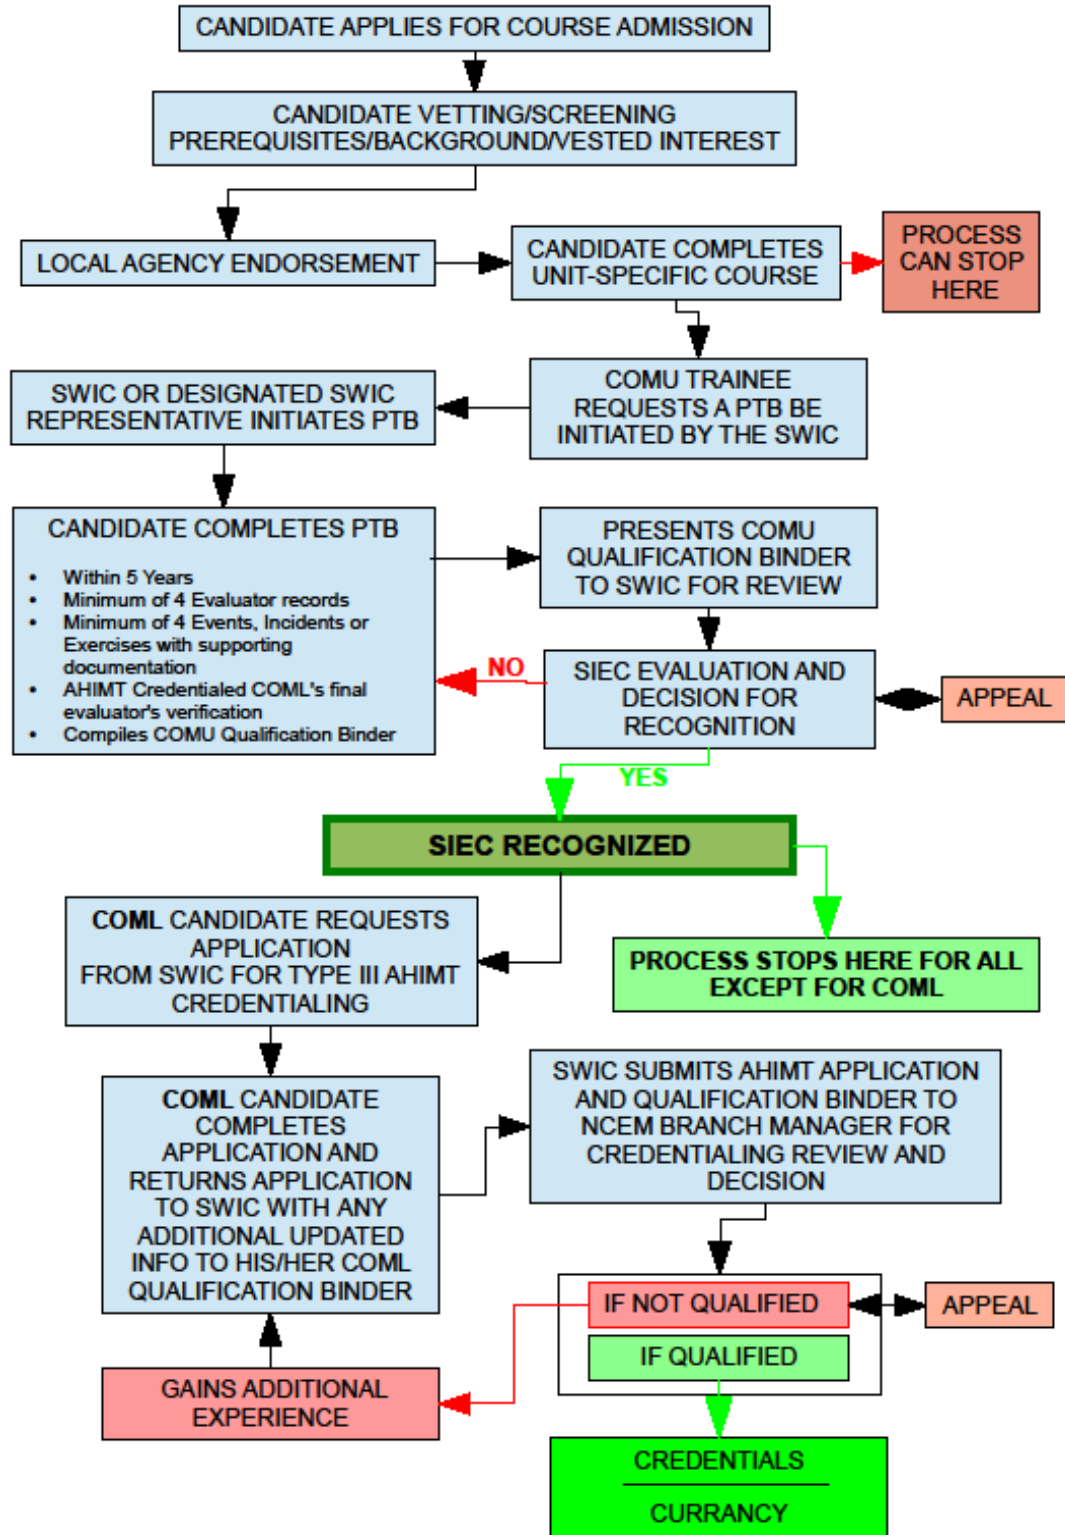 CANDIDATE APPLIES FOR COURSE ADMISSION
CANDIDATE VETTING/SCREENING
PREREQUISITES/BACKGROUND/VESTED INTEREST
LOCAL AGENCY ENDORSEMENT
CANDIDATE COMPLETES
UNIT-SPECIFIC COURSE
PROCESS
CAN STOP
HERE
COMU TRAINEE
REQUESTS A PTB BE
INITIATED BY THE SWIC
SWIC OR DESIGNATED SWIC
REPRESENTATIVE INITIATES PTB
CANDIDATE COMPLETES PTB
• Within 5 Years
• Minimum of 4 Evaluator records
• Minimum of 4 Events, Incidents or
Exercises with supporting
documentation
• AHIMT Credentialed COML's final
evaluator's verification
• Compiles COMU Qualification Binder
PRESENTS COMU
QUALIFICATION BINDER
TO SWIC FOR REVIEW
SIEC EVALUATION AND
DECISION FOR
RECOGNITION
NO
APPEAL
YES
SIEC RECOGNIZED
PROCESS STOPS HERE FOR ALL
EXCEPT FOR COML
COML CANDIDATE REQUESTS
APPLICATION
FROM SWIC FOR TYPE III AHIMT
CREDENTIALING
COML CANDIDATE
COMPLETES
APPLICATION AND
RETURNS APPLICATION
TO SWIC WITH ANY
ADDITIONAL UPDATED
INFO TO HIS/HER COML
QUALIFICATION BINDER
SWIC SUBMITS AHIMT APPLICATION
AND QUALIFICATION BINDER TO
NCEM BRANCH MANAGER FOR
CREDENTIALING REVIEW AND
DECISION
IF NOT QUALIFIED
APPEAL
IF QUALIFIED
GAINS ADDITIONAL
EXPERIENCE
CREDENTIALS
CURRANCY